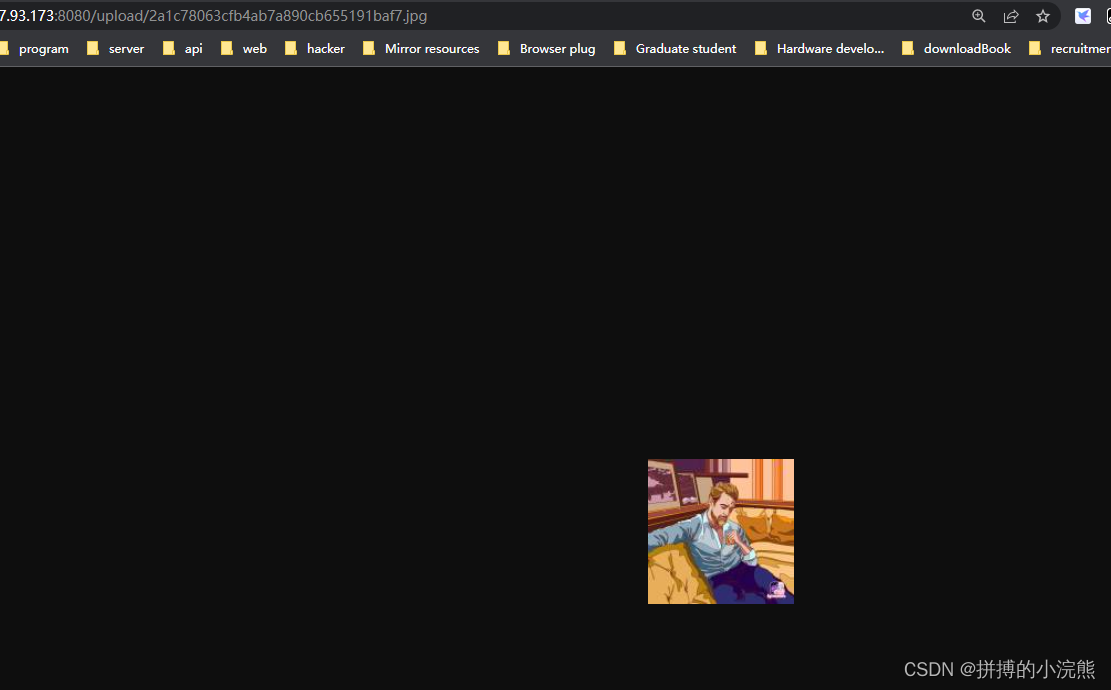 7.93.173:8080/upload/2a1c78063cfb4ab7a890cb655191baf7.jpg
program server api web hacker Mirror resources Browser plug Graduate student Hardware develo... downloadBook recruitmer
CSDN @拼搏的小浣熊